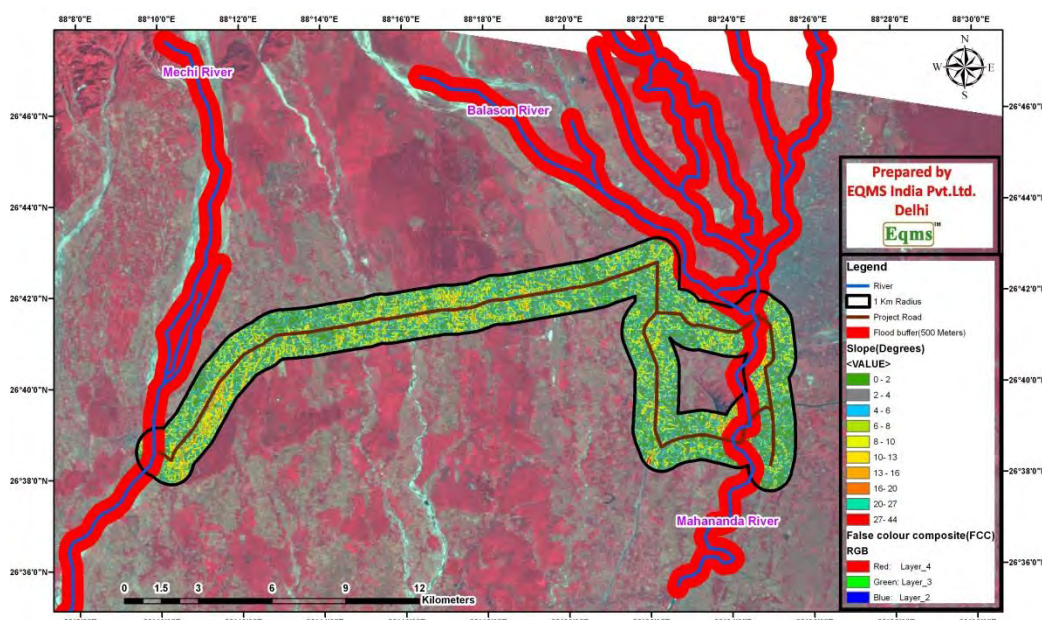 88°8'0"E 88°10'0"E 88°12'0"E 88°14'0"E 88°16'0"E 88°18'0"E 88°20'0"E 88°22'0"E 88°24'0"E 88°26'0"E 88°28'0"E 88°30'0"E
N
W E
S
Mechi River
Balason River
26°46'0"N 26°46'0"N
Prepared by
EQMS India Pvt.Ltd.
Delhi
Eqms TM
26°44'0"N 26°44'0"N
26°42'0"N 26°42'0"N
26°40'0"N 26°40'0"N
26°38'0"N 26°38'0"N
26°36'0"N 26°36'0"N
Legend
River
1 Km Radius
Project Road
Flood buffer(500 Meters)
Slope(Degrees)
<VALUE>
0 - 2
2 - 4
4 - 6
6 - 8
8 - 10
10- 13
13 - 16
16- 20
20- 27
27- 44
False colour composite(FCC)
RGB
Red: Layer_4
Green: Layer_3
Blue: Layer_2
Mahananda River
0 1.5 3 6 9 12
Kilometers